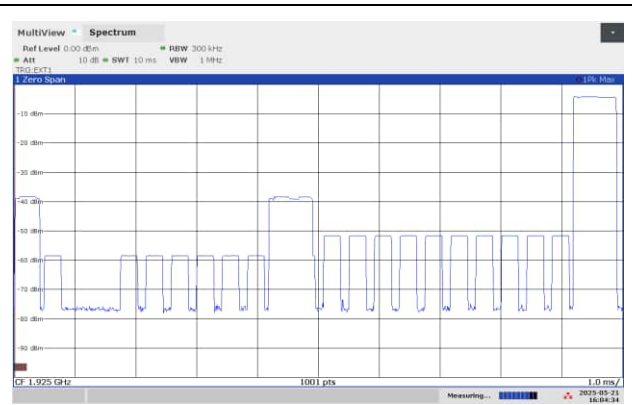 MultiView Spectrum
Ref Level 0.00 dBm RBW 300 kHz
Att 10 dB SWT 10 ms VBW 1 MHz
TRG:EXT1
1 Zero Span 1Pk Max
-10 dBm
-20 dBm
-30 dBm
-40 dBm
-50 dBm
-60 dBm
-70 dBm
-80 dBm
-90 dBm
CF 1.925 GHz 1001 pts 1.0 ms/
Measuring... 2025-05-21
16:04:34